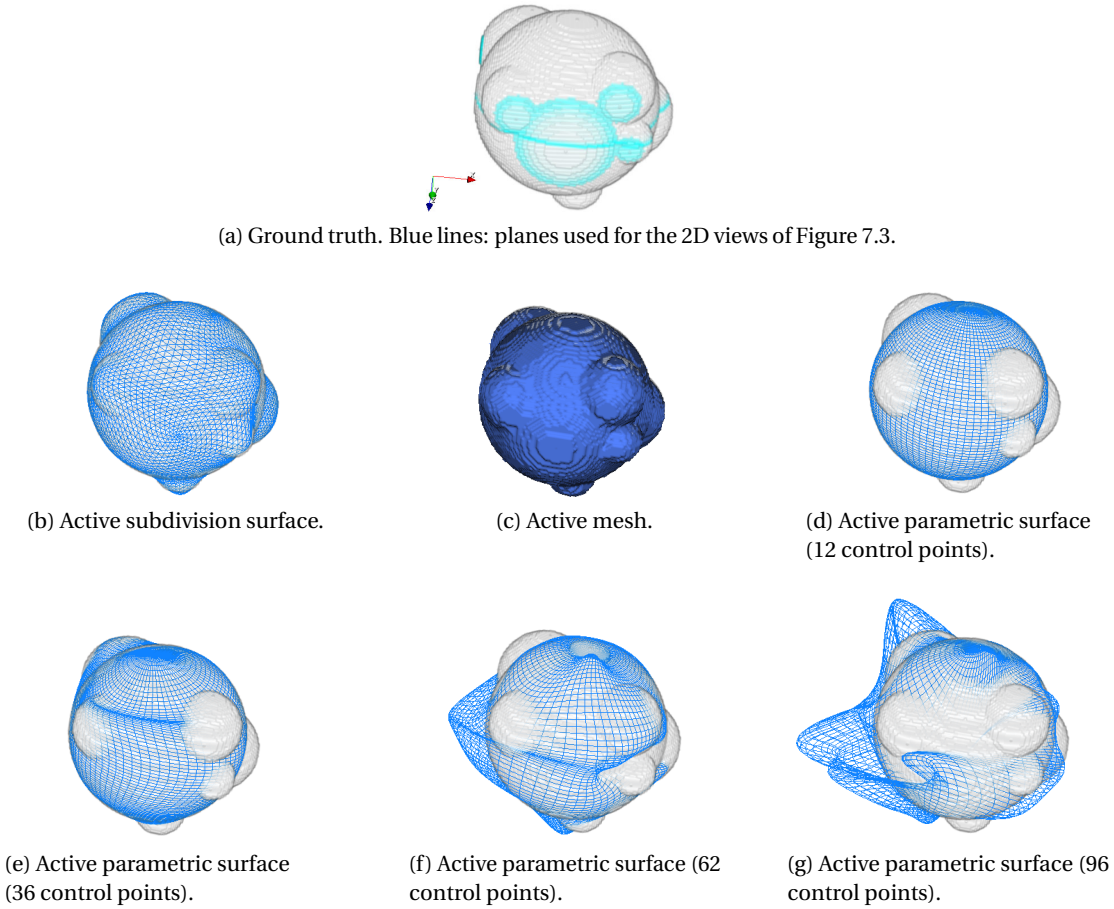 (a) Ground truth. Blue lines: planes used for the 2D views of Figure 7.3.
(b) Active subdivision surface.
(c) Active mesh.
(d) Active parametric surface
(12 control points).
(e) Active parametric surface
(36 control points).
(f) Active parametric surface (62
control points).
(g) Active parametric surface (96
control points).